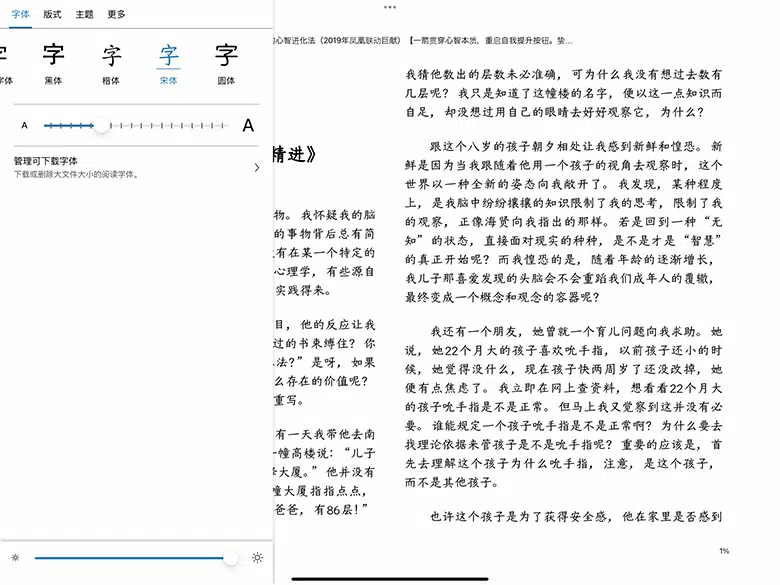 字体 版式 主题 更多
心智进化法（2019年凤凰联动巨献）【一箭贯穿心智本质，重启自我提升按钮。蛰...
字 字 字 字 字
字体 黑体 楷体 宋体 圆体
A A
管理可下载字体
下载或删除大文件大小的阅读字体。
精进》
物。我怀疑我的脑
的事物背后总有简
有在某一个特定的
心理学，有些源自
实践得来。
目，他的反应让我
过的书束缚住？你
法？”是呀，如果
么存在的价值呢？
重写。
有一天我带他去南
一幢高楼说：“儿子
大厦。”他并没有
幢大厦指指点点，
爸爸，有86层！”
我猜他数出的层数未必准确，可为什么我没有想过去数有
几层呢？我只是知道了这幢楼的名字，便以这一点知识而
自足，却没想过用自己的眼睛去好好观察它，为什么？
跟这个八岁的孩子朝夕相处让我感到新鲜和惶恐。新
鲜是因为当我跟随着他用一个孩子的视角去观察时，这个
世界以一种全新的姿态向我敞开了。我发现，某种程度
上，是我脑中纷纷攘攘的知识限制了我的思考，限制了我
的观察，正像海贤向我指出的那样。若是回到一种“无
知”的状态，直接面对现实的种种，是不是才是“智慧”
的真正开始呢？而我惶恐的是，随着年龄的逐渐增长，
我儿子那喜爱发现的头脑会不会重蹈我们成年人的覆辙，
最终变成一个概念和观念的容器呢？
我还有一个朋友，她曾就一个育儿问题向我求助。她
说，她22个月大的孩子喜欢吮手指，以前孩子还小的时
候，她觉得没什么，现在孩子快两周岁了还没改掉，她
便有点焦虑了。我立即在网上查资料，想看看22个月大
的孩子吮手指是不是正常。但马上我又觉察到这并没有必
要。谁能规定一个孩子吮手指是不是正常啊？为什么要去
找理论依据来管孩子是不是吮手指呢？重要的应该是，首
先去理解这个孩子为什么吮手指，注意，是这个孩子，
而不是其他孩子。
也许这个孩子是为了获得安全感，他在家里是否感到
1%